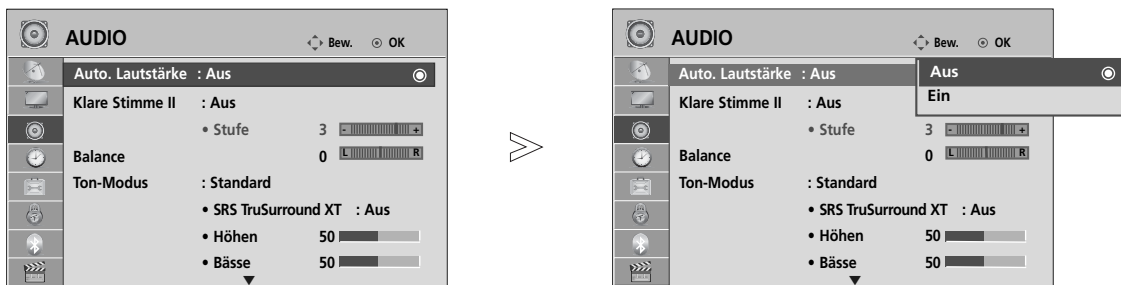 AUDIO
Bew. OK
Auto. Lautstärke : Aus
Klare Stimme II : Aus
• Stufe 3 - +
Balance 0 L R
Ton-Modus : Standard
• SRS TruSurround XT : Aus
• Höhen 50
• Bässe 50
AUDIO
Bew. OK
Auto. Lautstärke : Aus
Aus
Ein
Klare Stimme II : Aus
• Stufe 3 - +
Balance 0 L R
Ton-Modus : Standard
• SRS TruSurround XT : Aus
• Höhen 50
• Bässe 50